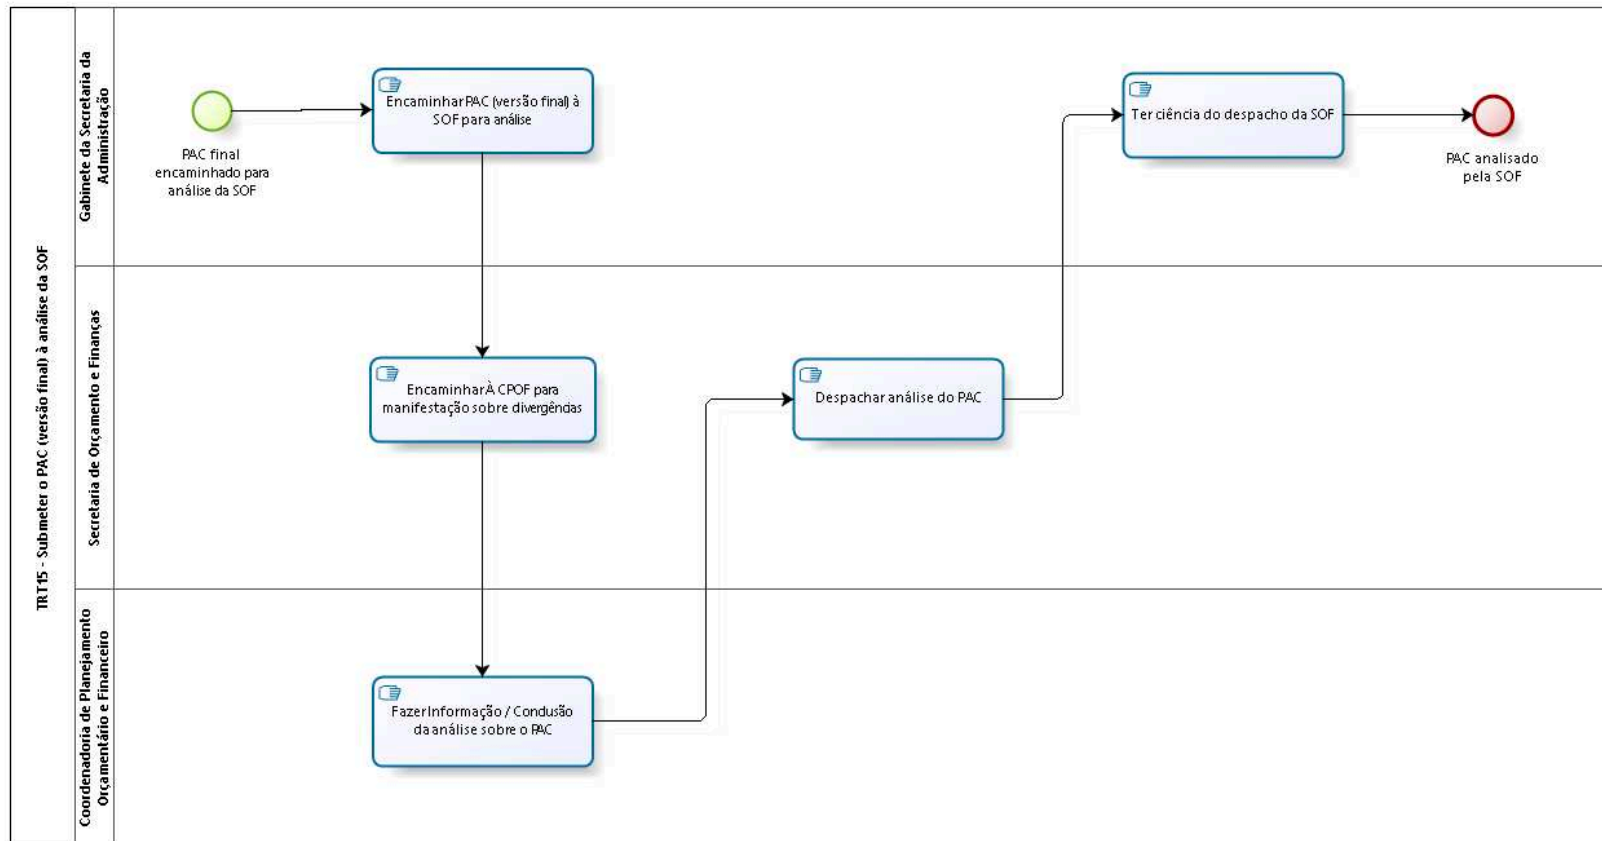 TRT15 - Submeter o PAC (versão final) à análise da SOF
Gabinete da Secretaria da
Administração
PAC final
encaminhado para
análise da SOF
Encaminhar PAC (versão final) à
SOF para análise
Ter ciência do despacho da SOF
PAC analisado
pela SOF
Secretaria de Orçamento e Finanças
Encaminhar À CPOF para
manifestação sobre divergências
Despachar análise do PAC
Coordenadoria de Planejamento
Orçamentário e Financeiro
Fazer Informação / Conclusão
da análise sobre o PAC